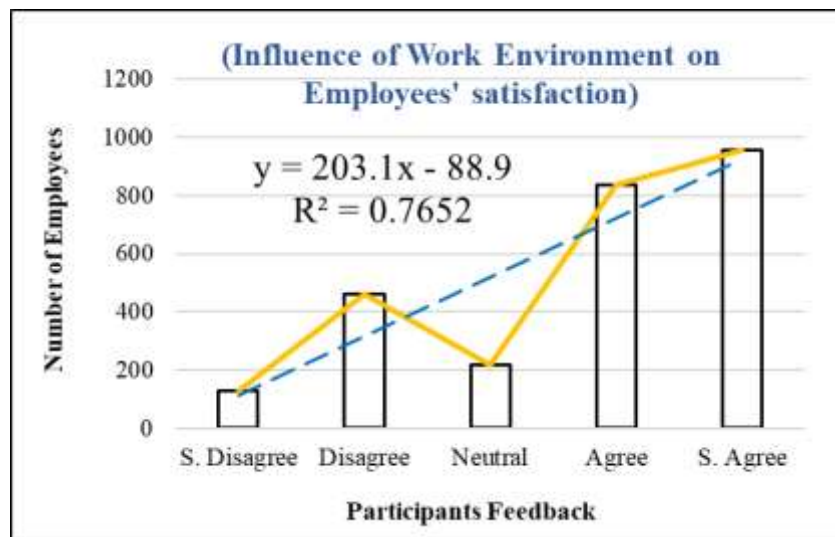 (Influence of Work Environment on
Employees' satisfaction)
1200
1000
800
600
400
200
0
Number of Employees
y = 203.1x - 88.9
R² = 0.7652
S. Disagree Disagree Neutral Agree S. Agree
Participants Feedback